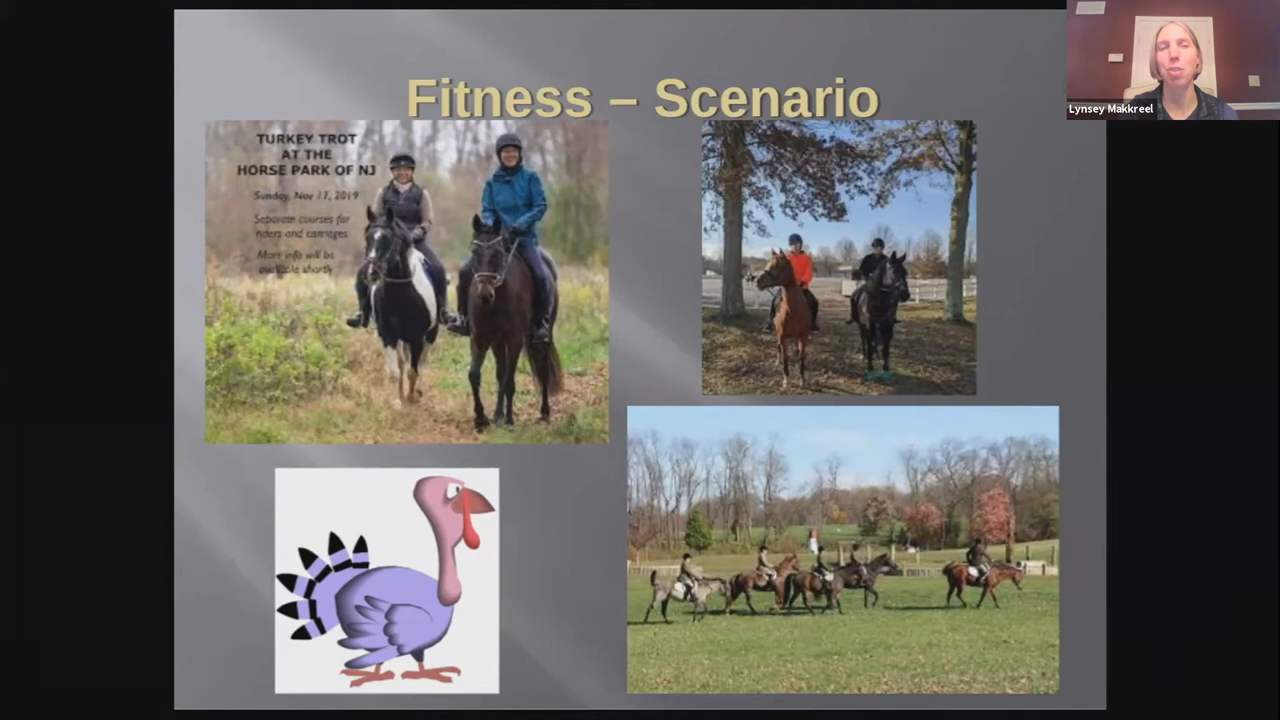 Fitness – Scenario
TURKEY TROT
AT THE
HORSE PARK OF NJ
Sunday, Nov 17, 2019
Separate courses for
riders and carriages
More info will be
available shortly
Lynsey Makkreel